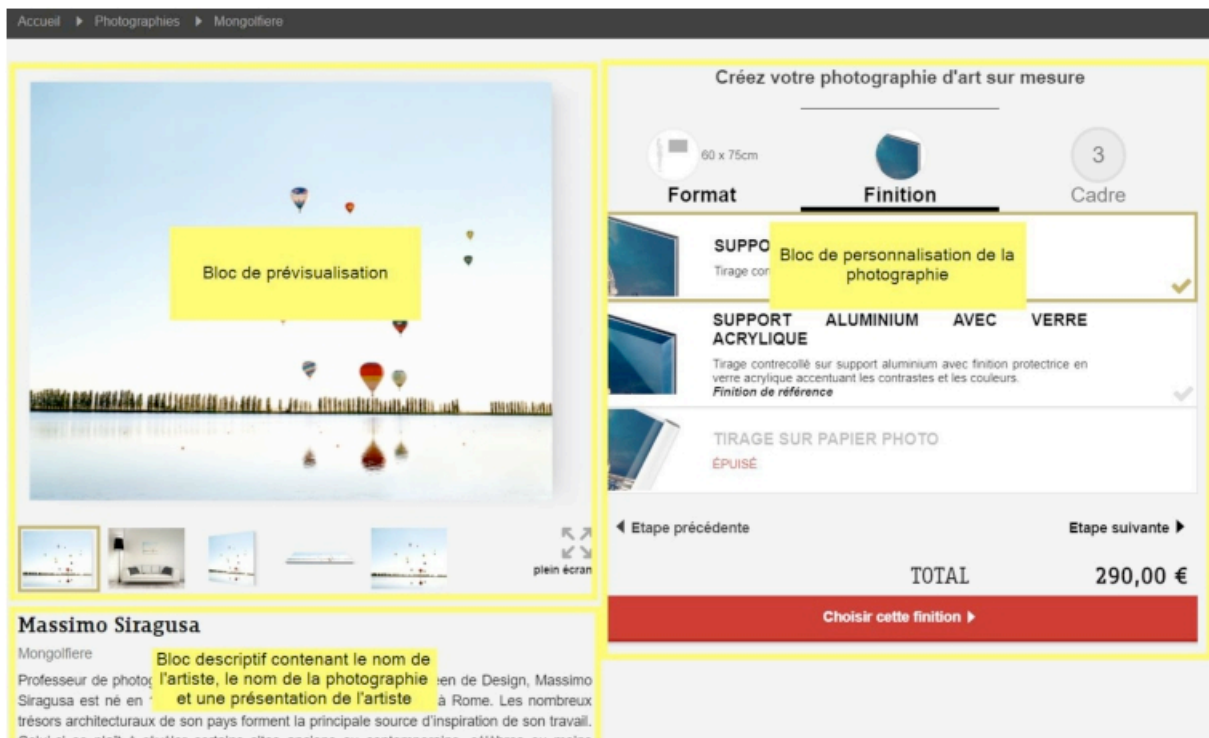 Accueil ▶ Photographies ▶ Mongolfiere
Bloc de prévisualisation
plein écran
Massimo Siragusa
Mongolfiere
Bloc descriptif contenant le nom de
l'artiste, le nom de la photographie
et une présentation de l'artiste
Professeur de photog een de Design, Massimo
Siragusa est né en à Rome. Les nombreux
trésors architecturaux de son pays forment la principale source d'inspiration de son travail.
Créez votre photographie d'art sur mesure
60 x 75cm
3
Format Finition Cadre
SUPPO
Tirage con
Bloc de personnalisation de la
photographie
SUPPORT ALUMINIUM AVEC VERRE
ACRYLIQUE
Tirage contrecollé sur support aluminium avec finition protectrice en
verre acrylique accentuant les contrastes et les couleurs.
Finition de référence
TIRAGE SUR PAPIER PHOTO
ÉPUISÉ
◀ Etape précédente Etape suivante ▶
TOTAL 290,00 €
Choisir cette finition ▶